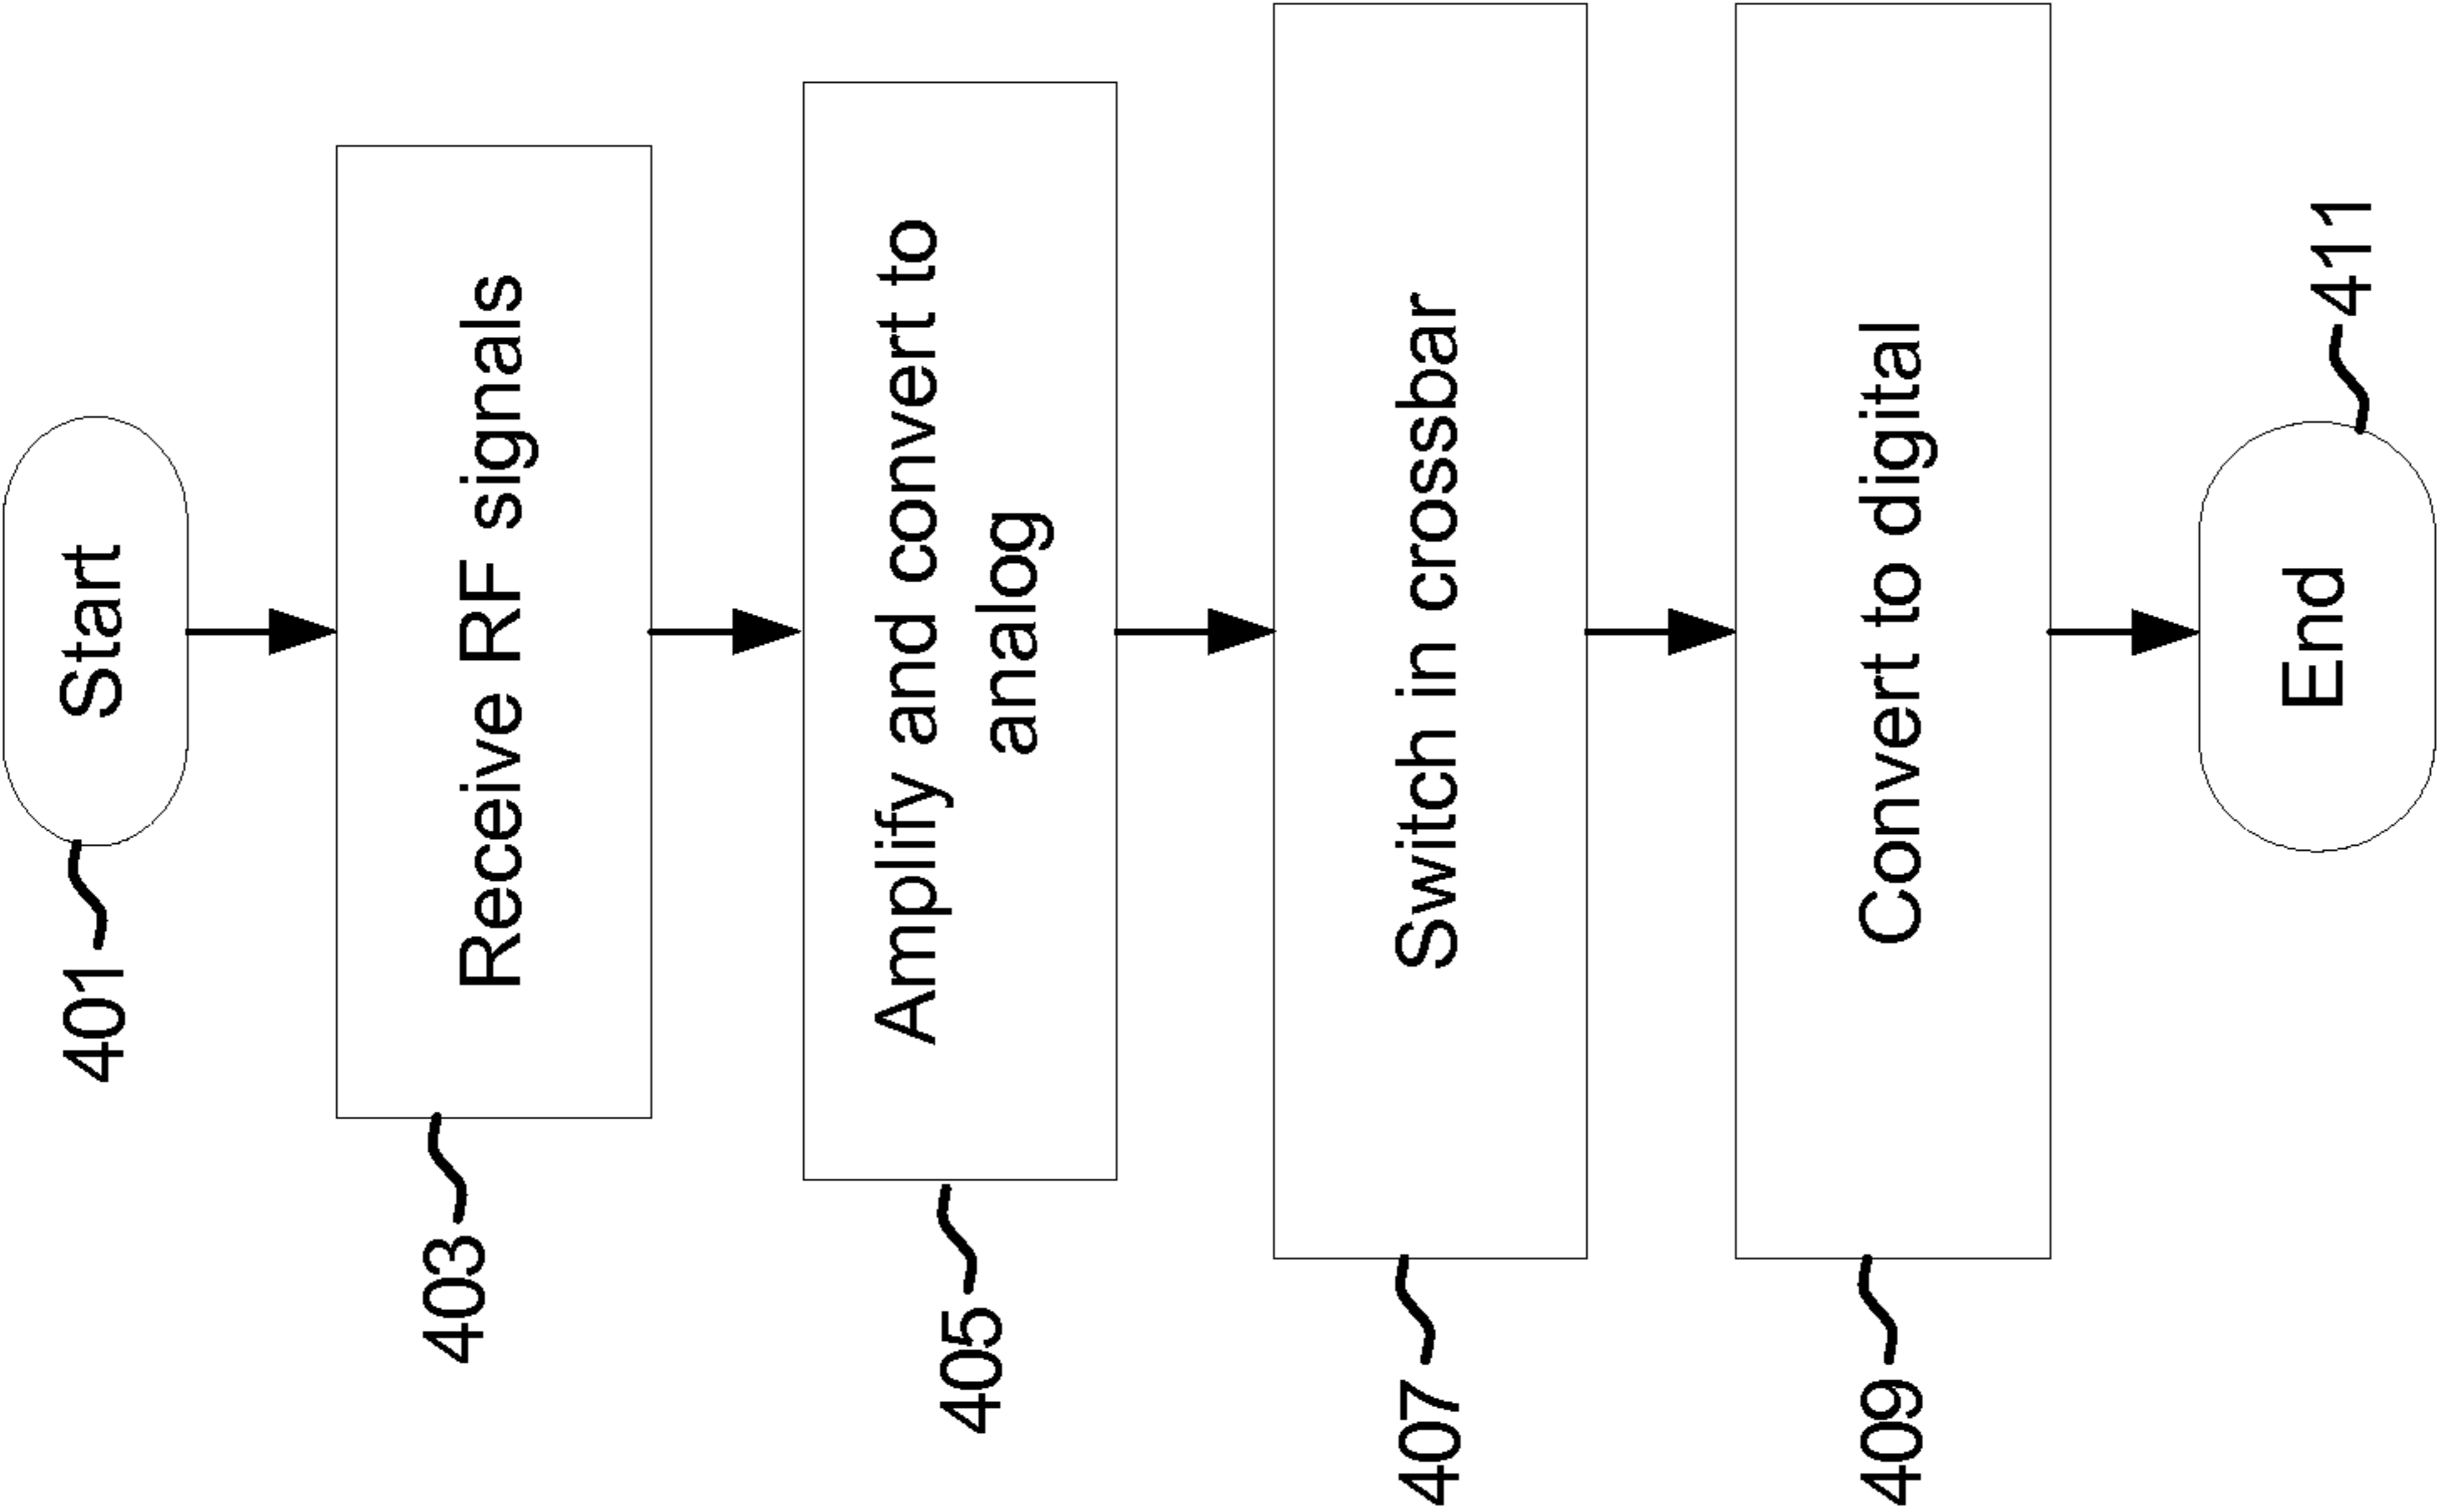 Start
401
Receive RF signals
403
Amplify and convert to
analog
405
Switch in crossbar
407
Convert to digital
409
End
411